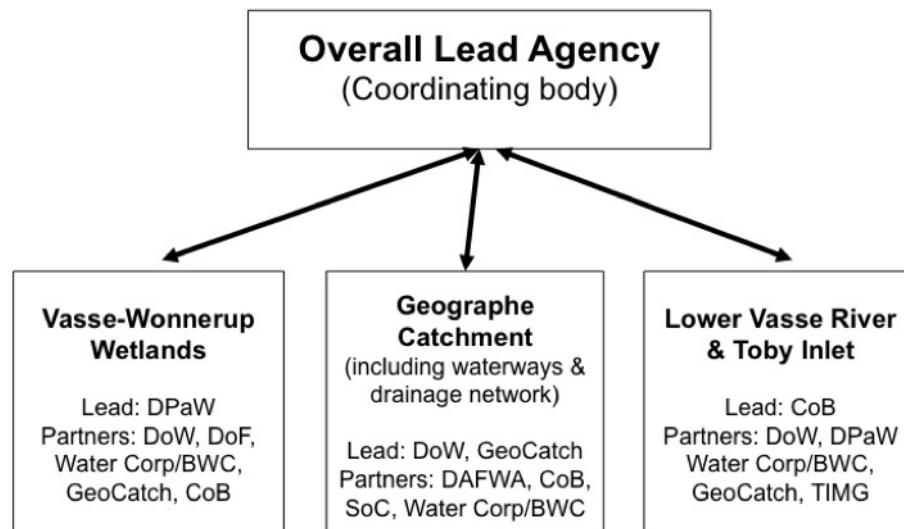 Overall Lead Agency
(Coordinating body)
Vasse-Wonnerup
Wetlands
Lead: DPaW
Partners: DoW, DoF,
Water Corp/BWC,
GeoCatch, CoB
Geographe
Catchment
(including waterways &
drainage network)
Lead: DoW, GeoCatch
Partners: DAFWA, CoB,
SoC, Water Corp/BWC
Lower Vasse River
& Toby Inlet
Lead: CoB
Partners: DoW, DPaW
Water Corp/BWC,
GeoCatch, TIMG